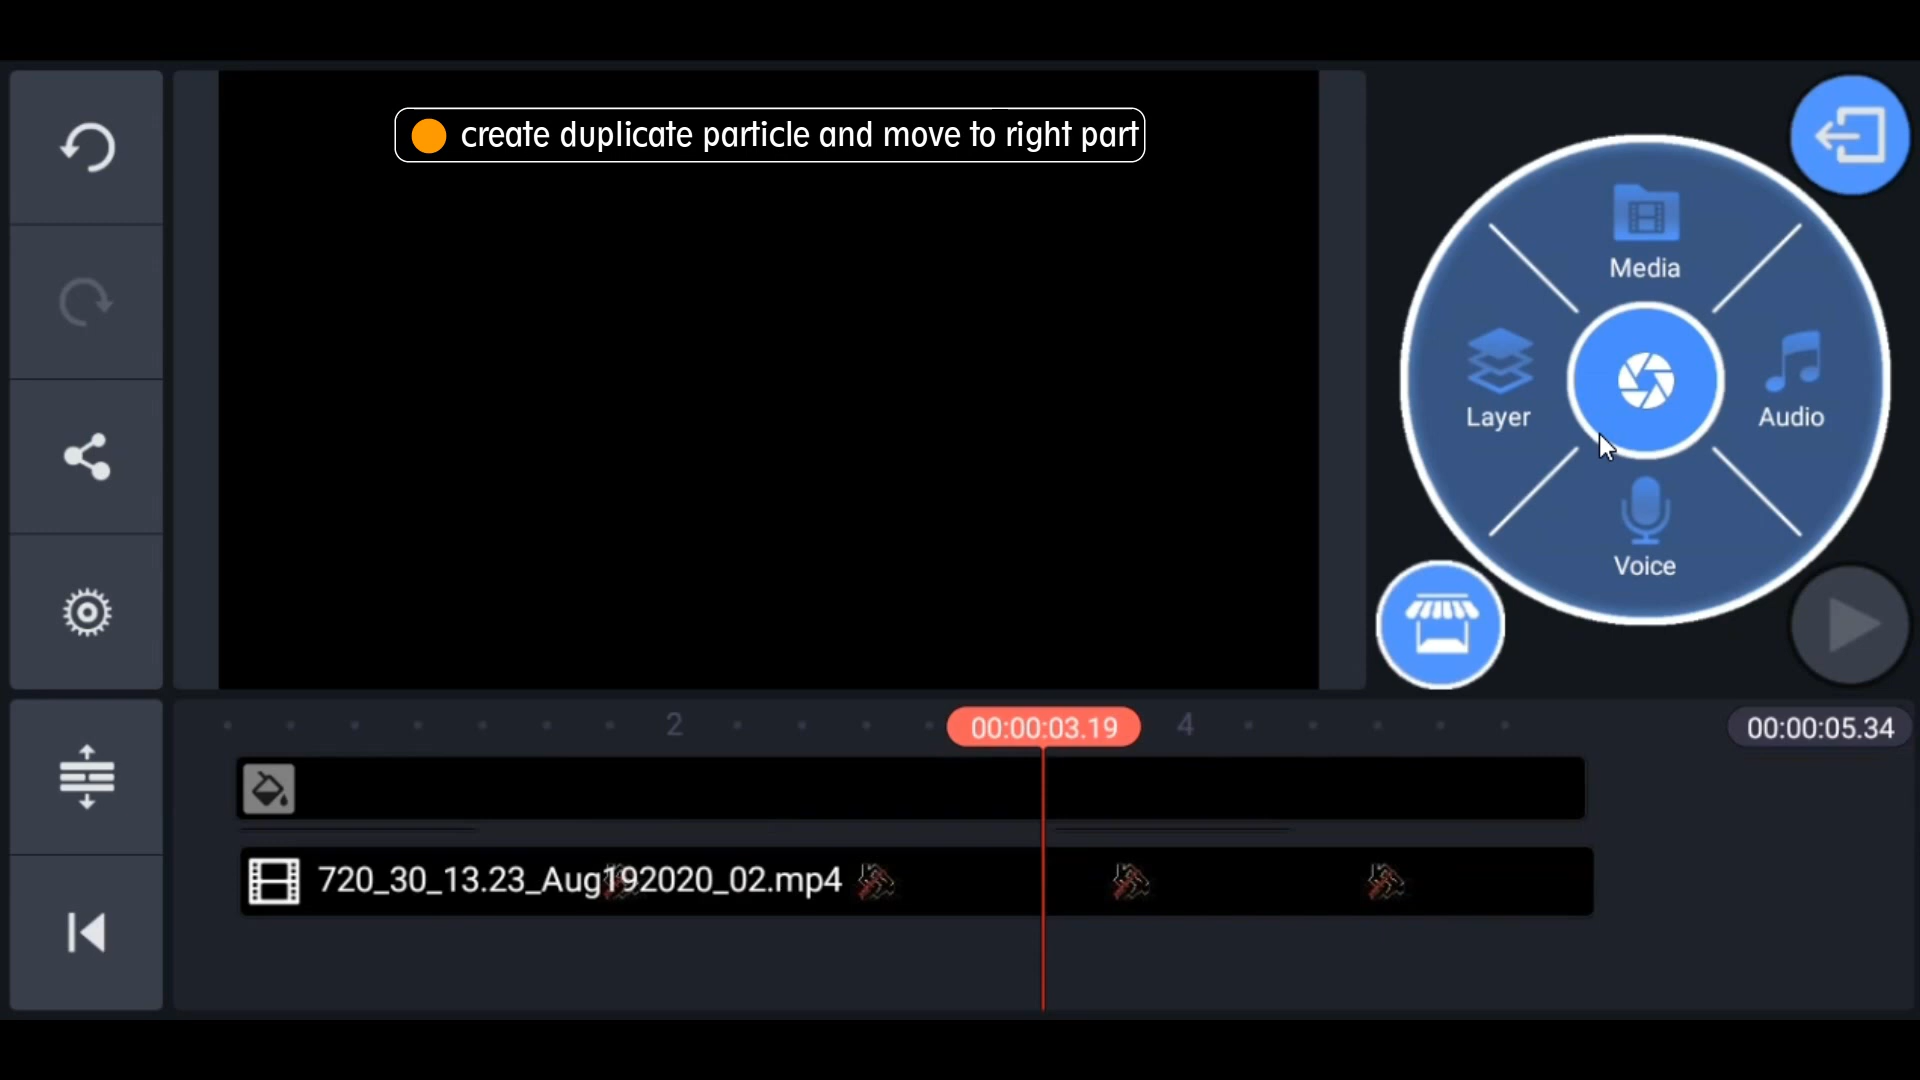 create duplicate particle and move to right part
Media
Layer
Audio
Voice
2
00:00:03.19
4
00:00:05.34
720_30_13.23_Aug192020_02.mp4